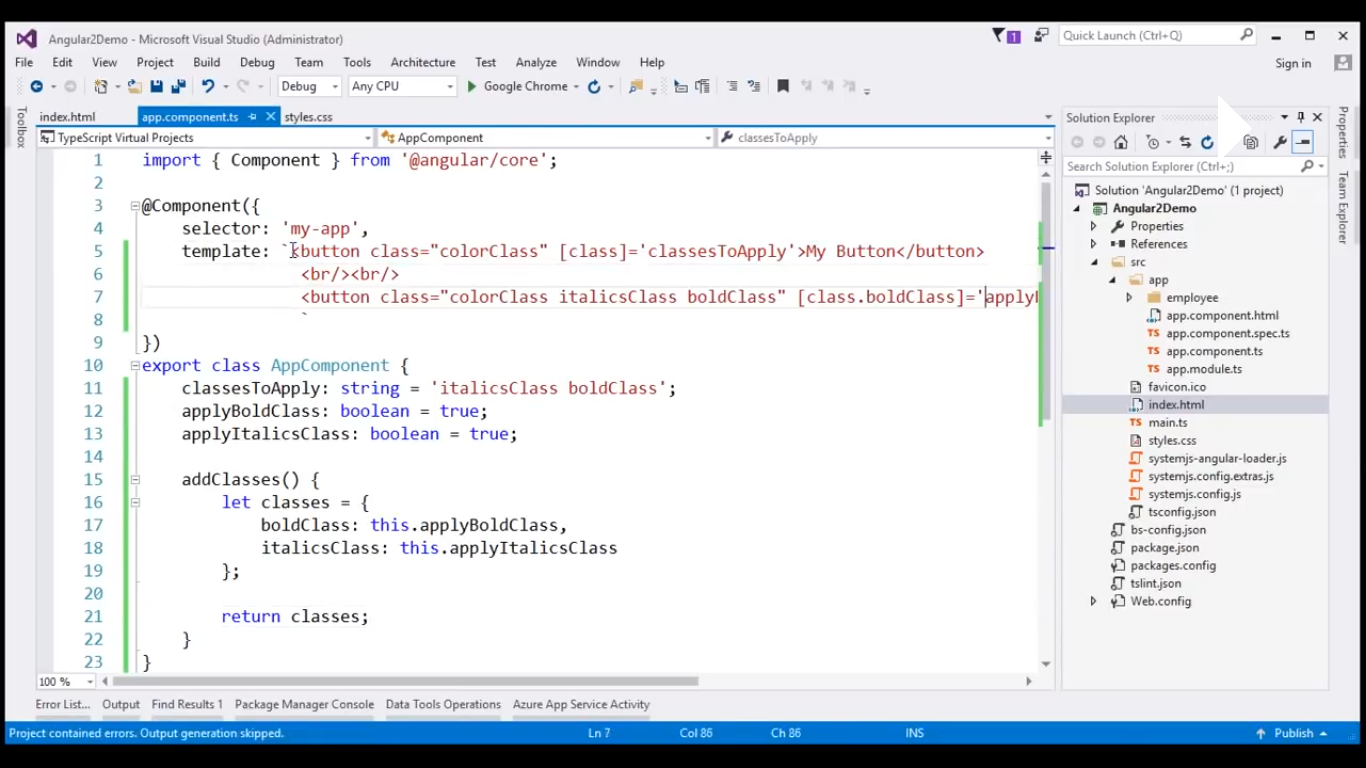 Angular2Demo - Microsoft Visual Studio (Administrator)
1
Quick Launch (Ctrl+Q)
File Edit View Project Build Debug Team Tools Architecture Test Analyze Window Help
Sign in
Debug Any CPU Google Chrome
Toolbox
index.html app.component.ts styles.css
TypeScript Virtual Projects AppComponent classesToApply
1 import { Component } from '@angular/core';
2
3 @Component({
4 selector: 'my-app',
5 template: `<button class="colorClass" [class]='classesToApply'>My Button</button>
6 <br/><br/>
7 <button class="colorClass italicsClass boldClass" [class.boldClass]='apply
8 `
9 })
10 export class AppComponent {
11 classesToApply: string = 'italicsClass boldClass';
12 applyBoldClass: boolean = true;
13 applyItalicsClass: boolean = true;
14
15 addClasses() {
16 let classes = {
17 boldClass: this.applyBoldClass,
18 italicsClass: this.applyItalicsClass
19 };
20
21 return classes;
22 }
23 }
100 %
Solution Explorer
Search Solution Explorer (Ctrl+;)
Solution 'Angular2Demo' (1 project)
Angular2Demo
Properties
References
src
app
employee
app.component.html
app.component.spec.ts
app.component.ts
app.module.ts
favicon.ico
index.html
main.ts
styles.css
systemjs-angular-loader.js
systemjs.config.extras.js
systemjs.config.js
tsconfig.json
bs-config.json
package.json
packages.config
tslint.json
Web.config
Properties
Team Explorer
Error List... Output Find Results 1 Package Manager Console Data Tools Operations Azure App Service Activity
Project contained errors. Output generation skipped. Ln 7 Col 86 Ch 86 INS Publish